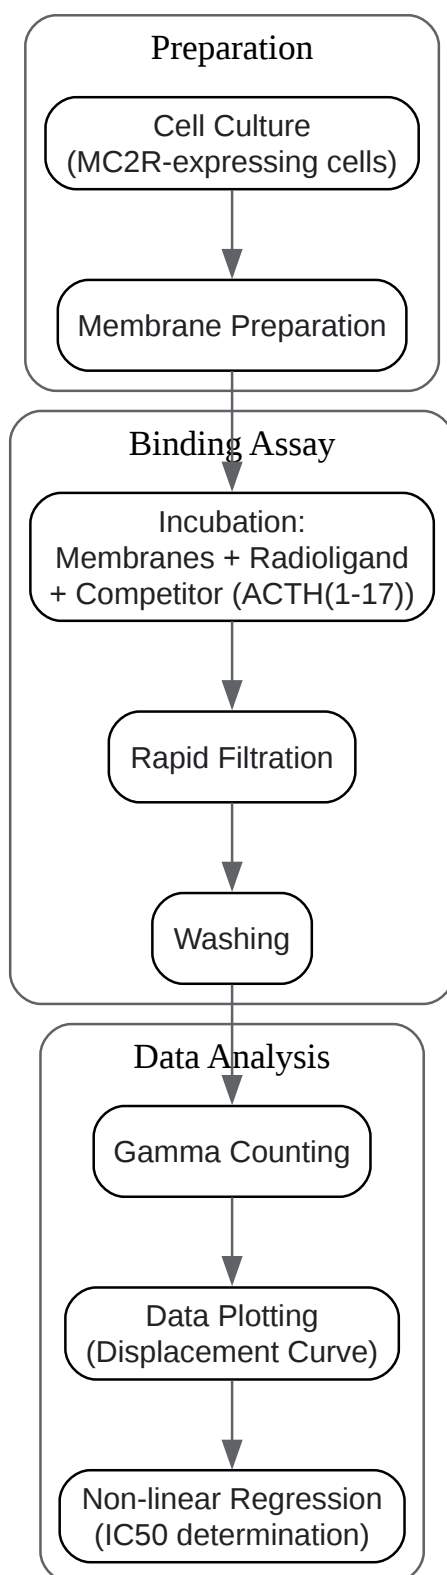 Preparation
Cell Culture
(MC2R-expressing cells)
Membrane Preparation
Binding Assay
Incubation:
Membranes + Radioligand
+ Competitor (ACTH(1-17))
Rapid Filtration
Washing
Data Analysis
Gamma Counting
Data Plotting
(Displacement Curve)
Non-linear Regression
(IC50 determination)